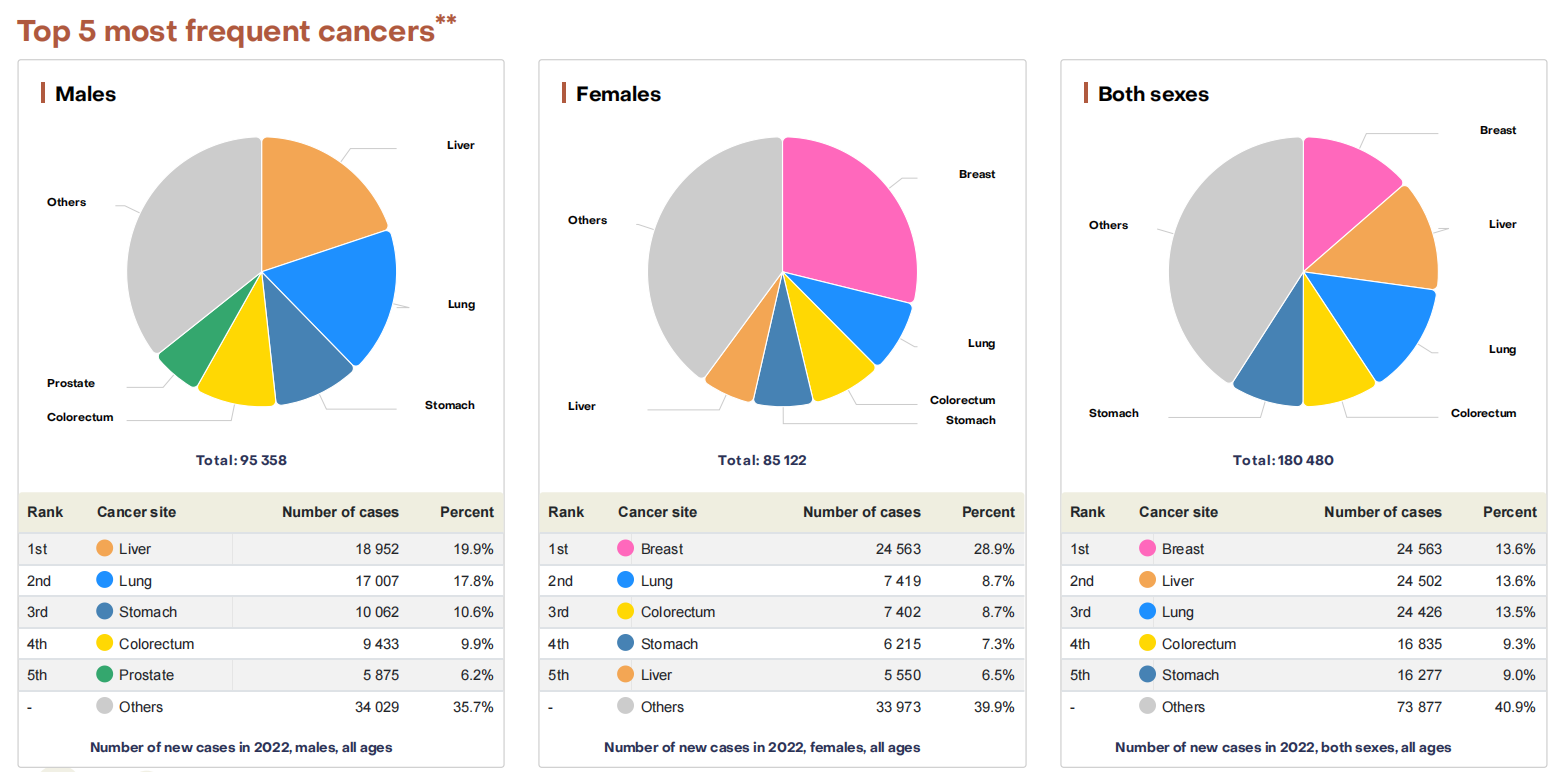 Top 5 most frequent cancers**
Males
Liver
Others
Lung
Prostate
Stomach
Colorectum
Total: 95 358
Rank Cancer site Number of cases Percent
1st Liver 18 952 19.9%
2nd Lung 17 007 17.8%
3rd Stomach 10 062 10.6%
4th Colorectum 9 433 9.9%
5th Prostate 5 875 6.2%
- Others 34 029 35.7%
Number of new cases in 2022, males, all ages
Females
Breast
Others
Lung
Colorectum
Liver
Stomach
Total: 85 122
Rank Cancer site Number of cases Percent
1st Breast 24 563 28.9%
2nd Lung 7 419 8.7%
3rd Colorectum 7 402 8.7%
4th Stomach 6 215 7.3%
5th Liver 5 550 6.5%
- Others 33 973 39.9%
Number of new cases in 2022, females, all ages
Both sexes
Breast
Others
Liver
Lung
Stomach
Colorectum
Total: 180 480
Rank Cancer site Number of cases Percent
1st Breast 24 563 13.6%
2nd Liver 24 502 13.6%
3rd Lung 24 426 13.5%
4th Colorectum 16 835 9.3%
5th Stomach 16 277 9.0%
- Others 73 877 40.9%
Number of new cases in 2022, both sexes, all ages